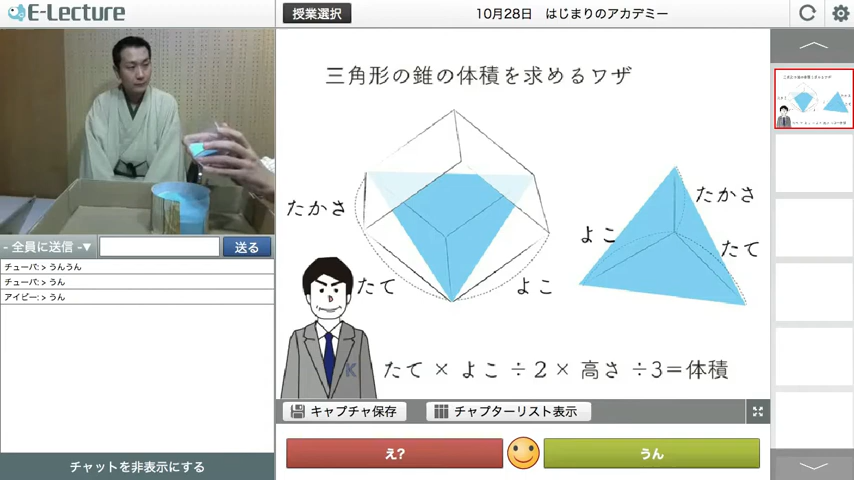 E-Lecture
授業選択
10月28日 はじまりのアカデミー
三角形の錐の体積を求めるワザ
たかさ
たて
よこ
よこ
たかさ
たて
K
たて × よこ ÷2× 高さ ÷3=体積
- 全員に送信 -▼
送る
チューバ: > うんうん
チューバ: > うん
アイビー: > うん
チャットを非表示にする
キャプチャ保存
チャプターリスト表示
え?
うん